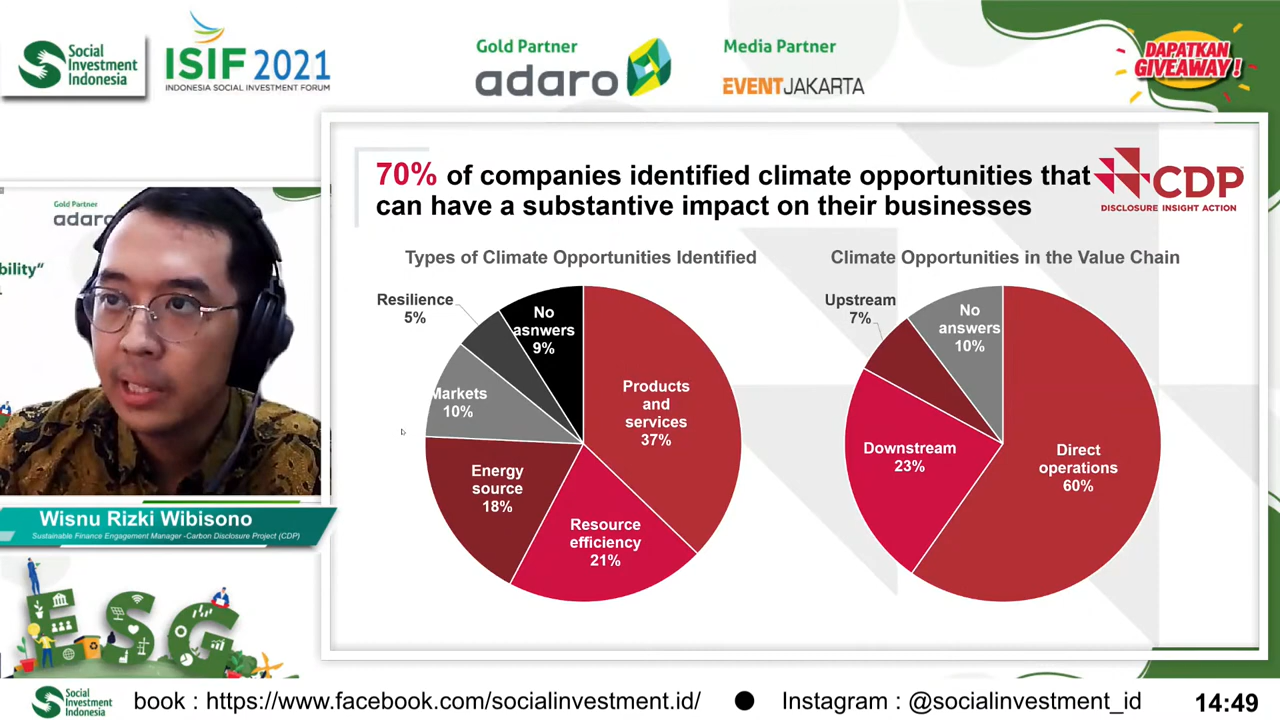 Social
Investment
Indonesia
ISIF 2021
INDONESIA SOCIAL INVESTMENT FORUM
Gold Partner
adaro
Media Partner
EVENTJAKARTA
DAPATKAN
GIVEAWAY !
Gold Partner
adaro
bility"
70% of companies identified climate opportunities that
can have a substantive impact on their businesses
CDP
DISCLOSURE INSIGHT ACTION
Types of Climate Opportunities Identified
Resilience
5%
No
asnwers
9%
Markets
10%
Products
and
services
37%
Energy
source
18%
Resource
efficiency
21%
Climate Opportunities in the Value Chain
Upstream
7%
No
answers
10%
Downstream
23%
Direct
operations
60%
Wisnu Rizki Wibisono
Sustainable Finance Engagement Manager -Carbon Disclosure Project (CDP)
ESG
Social
Investment
Indonesia
book : https://www.facebook.com/socialinvestment.id/ ● Instagram : @socialinvestment_id
14:49